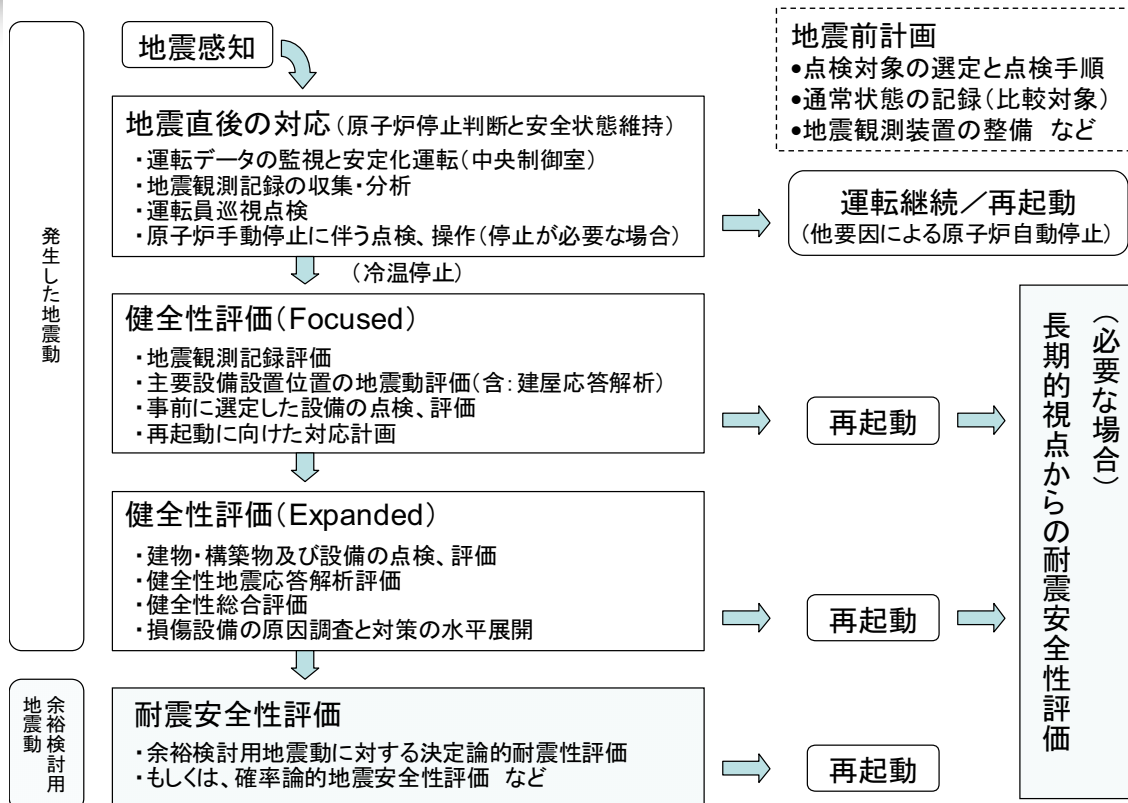 地震感知
地震前計画
•点検対象の選定と点検手順
•通常状態の記録(比較対象)
•地震観測装置の整備 など
発生した地震動
地震直後の対応(原子炉停止判断と安全状態維持)
・運転データの監視と安定化運転(中央制御室)
・地震観測記録の収集・分析
・運転員巡視点検
・原子炉手動停止に伴う点検、操作(停止が必要な場合)
運転継続/再起動
(他要因による原子炉自動停止)
(冷温停止)
健全性評価(Focused)
・地震観測記録評価
・主要設備設置位置の地震動評価(含:建屋応答解析)
・事前に選定した設備の点検、評価
・再起動に向けた対応計画
再起動
(必要な場合)
長期的視点からの耐震安全性評価
健全性評価(Expanded)
・建物・構築物及び設備の点検、評価
・健全性地震応答解析評価
・健全性総合評価
・損傷設備の原因調査と対策の水平展開
再起動
余裕検討用
地震動
耐震安全性評価
・余裕検討用地震動に対する決定論的耐震性評価
・もしくは、確率論的地震安全性評価 など
再起動